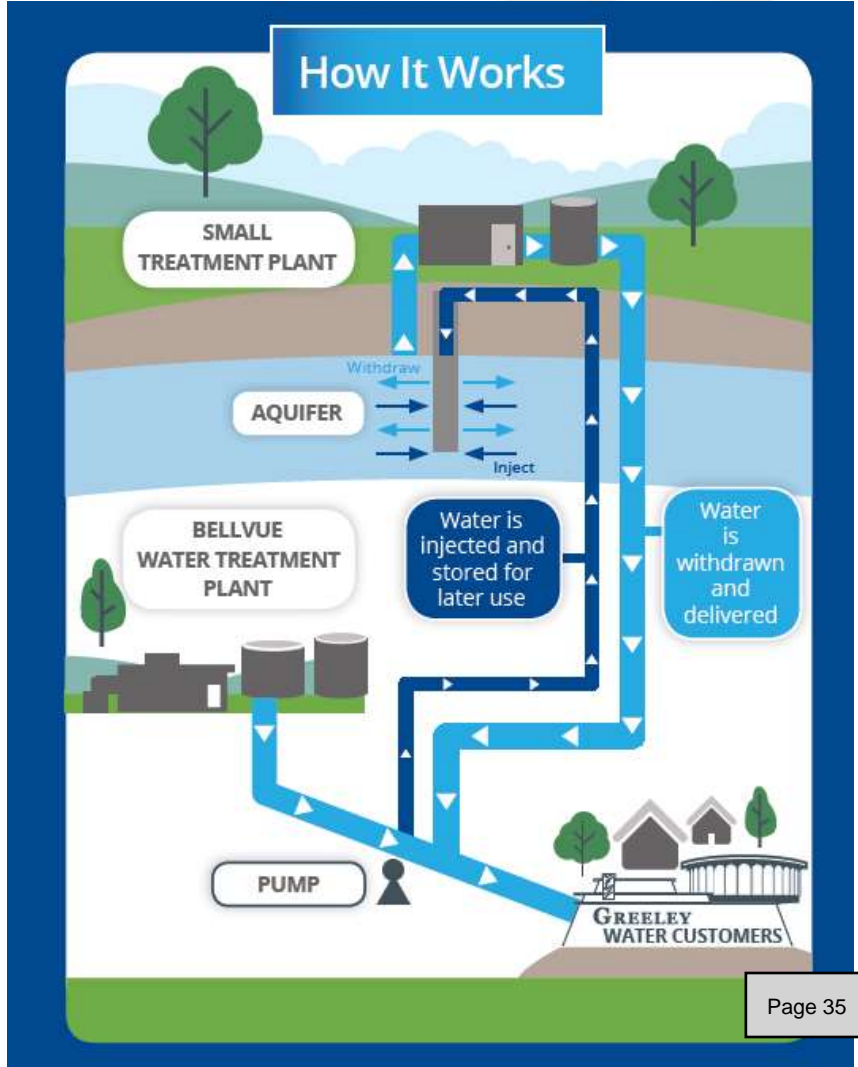 How It Works
SMALL
TREATMENT PLANT
Withdraw
AQUIFER
Inject
BELLVUE
WATER TREATMENT
PLANT
Water is
injected and
stored for
later use
Water
is
withdrawn
and
delivered
PUMP
GREELEY
WATER CUSTOMERS
Page 35